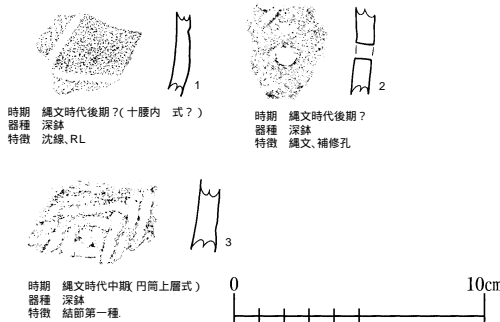 1
時期　縄文時代後期?(十腰内　式?)
器種　深鉢
特徴　沈線、RL
2
時期　縄文時代後期?
器種　深鉢
特徴　縄文、補修孔
3
時期　縄文時代中期(円筒上層式)
器種　深鉢
特徴　結節第一種.
0　10cm